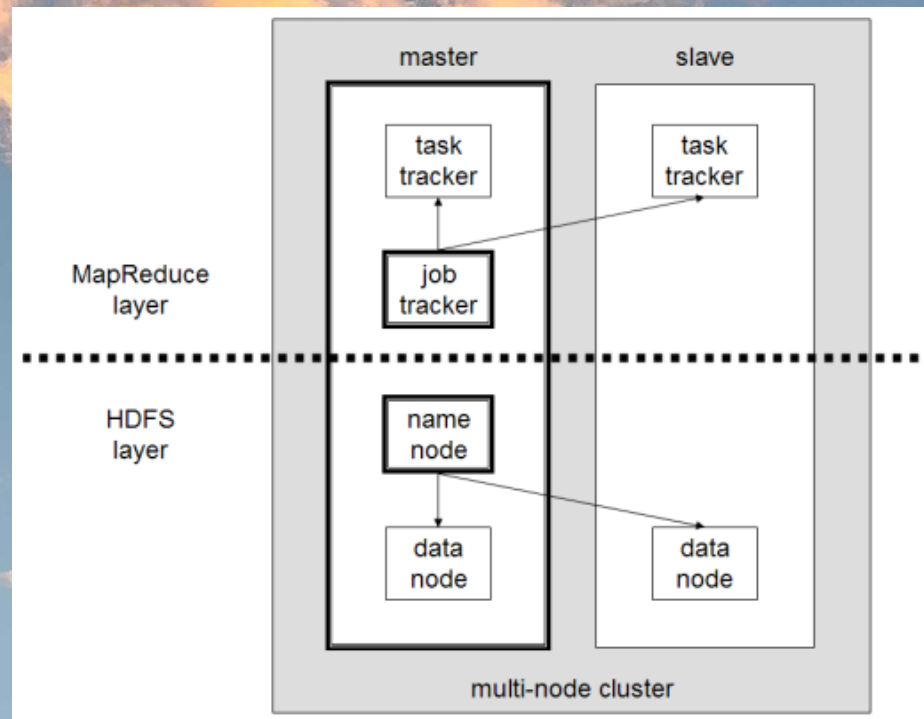 master
slave
task
tracker
task
tracker
MapReduce
layer
job
tracker
HDFS
layer
name
node
data
node
data
node
multi-node cluster